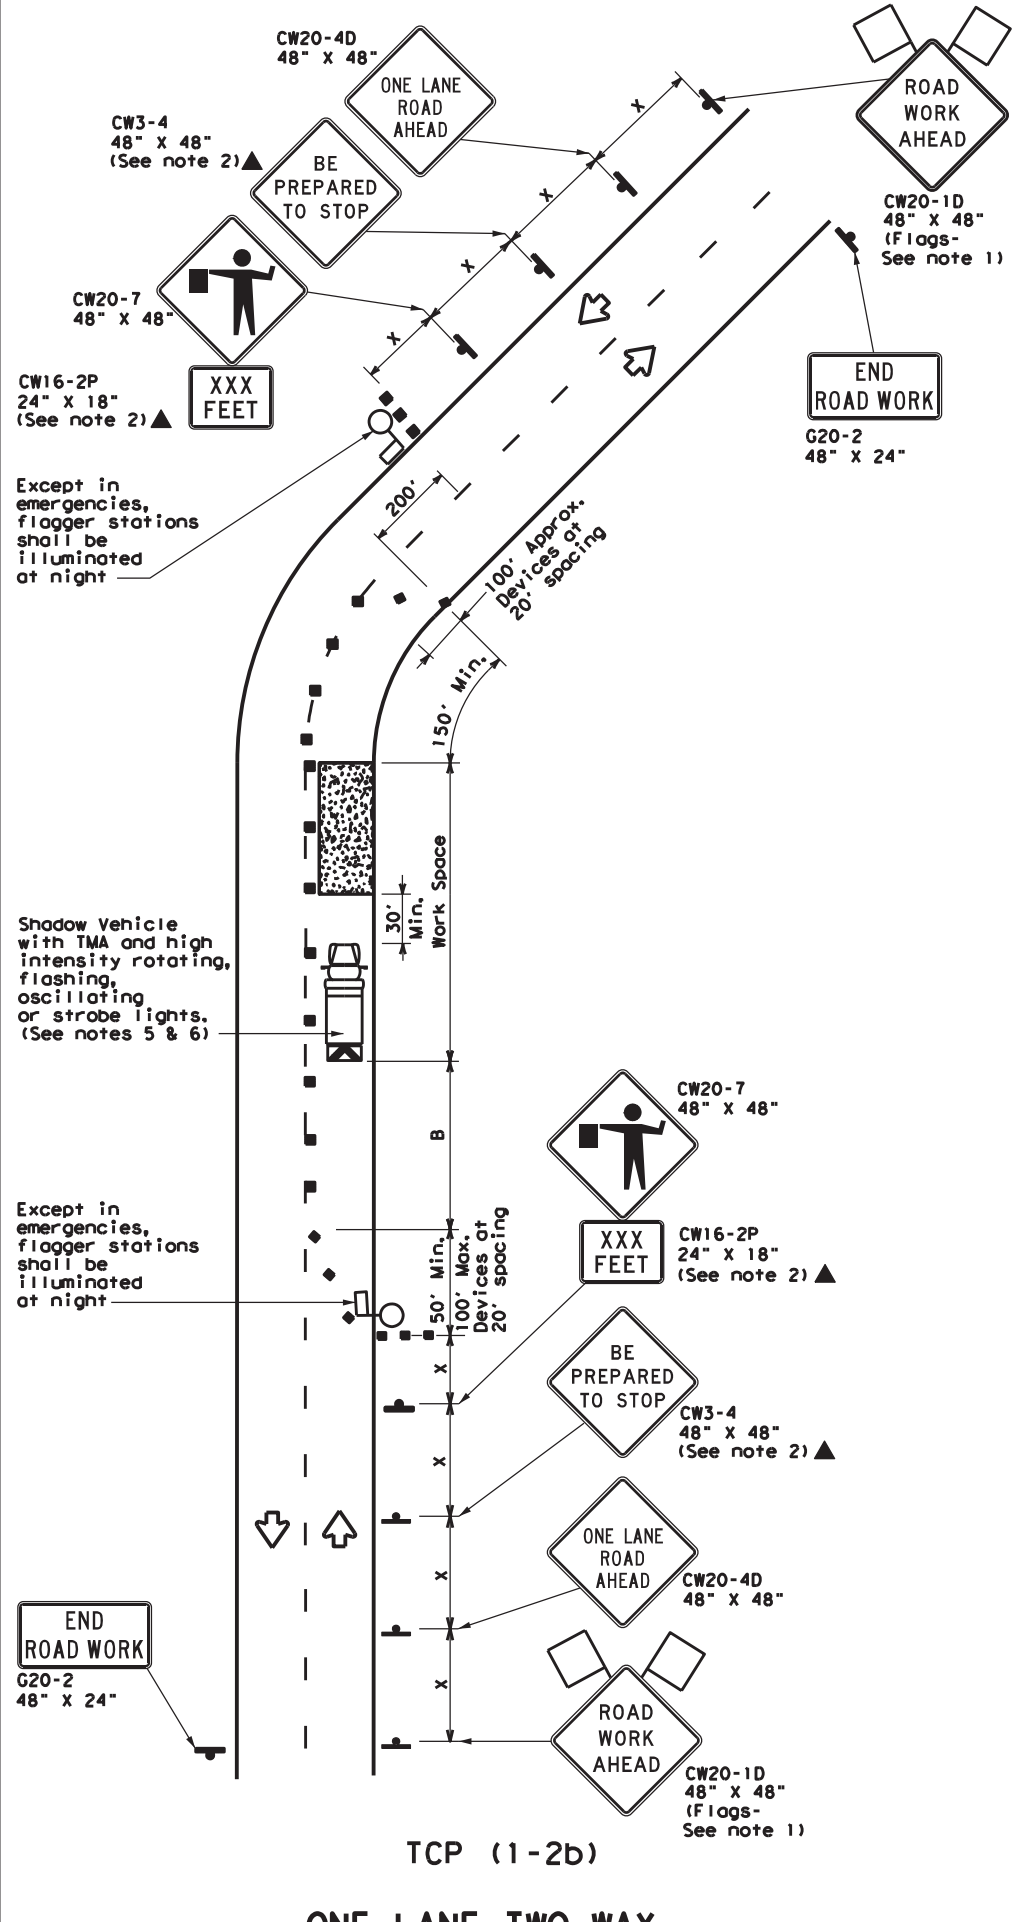 CW20-4D
48" X 48"
ONE LANE
ROAD
AHEAD
ROAD
WORK
AHEAD
CW20-1D
48" X 48"
(Flags-
See note 1)
CW3-4
48" X 48"
(See note 2)
BE
PREPARED
TO STOP
X
X
X
X
CW20-7
48" X 48"
CW16-2P
24" X 18"
(See note 2)
XXX
FEET
END
ROAD WORK
G20-2
48" X 24"
Except in
emergencies,
flagger stations
shall be
illuminated
at night
200'
100' Approx.
Devices at
20' spacing
150' Min.
Work Space
30'
Min.
Shadow Vehicle
with TMA and high
intensity rotating,
flashing,
oscillating
or strobe lights.
(See notes 5 & 6)
B
CW20-7
48" X 48"
XXX
FEET
CW16-2P
24" X 18"
(See note 2)
Except in
emergencies,
flagger stations
shall be
illuminated
at night
50' Min.
100' Max.
Devices at
20' spacing
X
X
X
X
BE
PREPARED
TO STOP
CW3-4
48" X 48"
(See note 2)
ONE LANE
ROAD
AHEAD
CW20-4D
48" X 48"
END
ROAD WORK
G20-2
48" X 24"
ROAD
WORK
AHEAD
CW20-1D
48" X 48"
(Flags-
See note 1)
TCP (1-2b)
ONE LANE TWO WAY